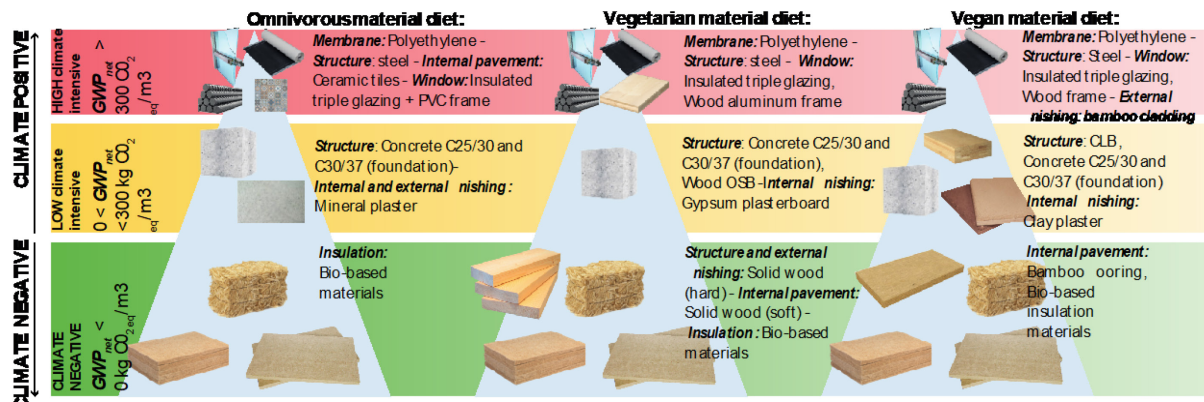 Omnivorousmaterial diet:
Vegetarian material diet:
Vegan material diet:
CLIMATE POSITIVE
HIGH climate
intensive
GWPnet >
300 CO2
eq/m3
Membrane: Polyethylene -
Structure: steel - Internal pavement:
Ceramic tiles - Window: Insulated
triple glazing + PVC frame
Membrane: Polyethylene -
Structure: steel - Window:
Insulated triple glazing,
Wood aluminum frame
Membrane: Polyethylene -
Structure: steel - Window:
Insulated triple glazing,
Wood frame - External
nishing: bamboo cladding
LOW climate
intensive
0 < GWPnet
<300 kg CO2
eq/m3
Structure: Concrete C25/30 and
C30/37 (foundation)-
Internal and external nishing :
Mineral plaster
Structure: Concrete C25/30 and
C30/37 (foundation),
Wood OSB-Internal nishing:
Gypsum plasterboard
Structure: CLB,
Concrete C25/30 and
C30/37 (foundation)
Internal nishing:
Clay plaster
CLIMATE NEGATIVE
CLIMATE
NEGATIVE
GWPnet <
0 kg CO2 eq/m3
Insulation:
Bio-based
materials
Structure and external
nishing: Solid wood
(hard) - Internal pavement:
Solid wood (soft) -
Insulation : Bio-based
materials
Internal pavement:
Bamboo ooring,
Bio-based
insulation
materials